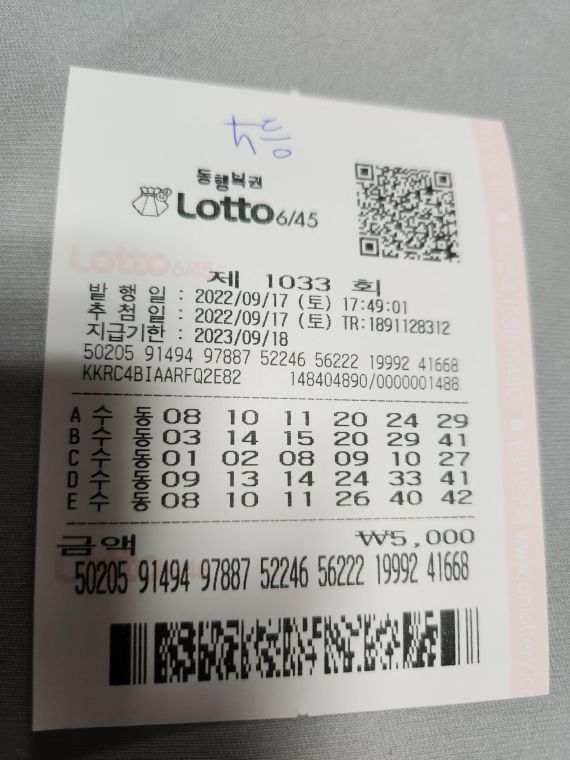 4등
동행복권
Lotto 6/45
Lotto 6/45
제 1033 회
발 행 일 : 2022/09/17 (토) 17:49:01
추 첨 일 : 2022/09/17 (토) TR:1891128312
지급기한 : 2023/09/18
50205 91494 97887 52246 56222 19992 41668
KKRC4BIAARFQ2E82 148404890/0000001488
A 수 동 08 10 11 20 24 29
B 수 동 03 14 15 20 29 41
C 수 동 01 02 08 09 10 27
D 수 동 09 13 14 24 33 41
E 수 동 08 10 11 26 40 42
금액 ₩5,000
50205 91494 97887 52246 56222 19992 41668